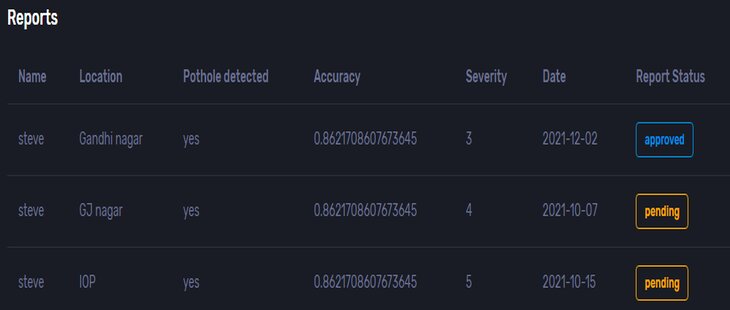 Reports
Name Location Pothole detected Accuracy Severity Date Report Status
steve Gandhi nagar yes 0.8621708607673645 3 2021-12-02 approved
steve GJ nagar yes 0.8621708607673645 4 2021-10-07 pending
steve IOP yes 0.8621708607673645 5 2021-10-15 pending